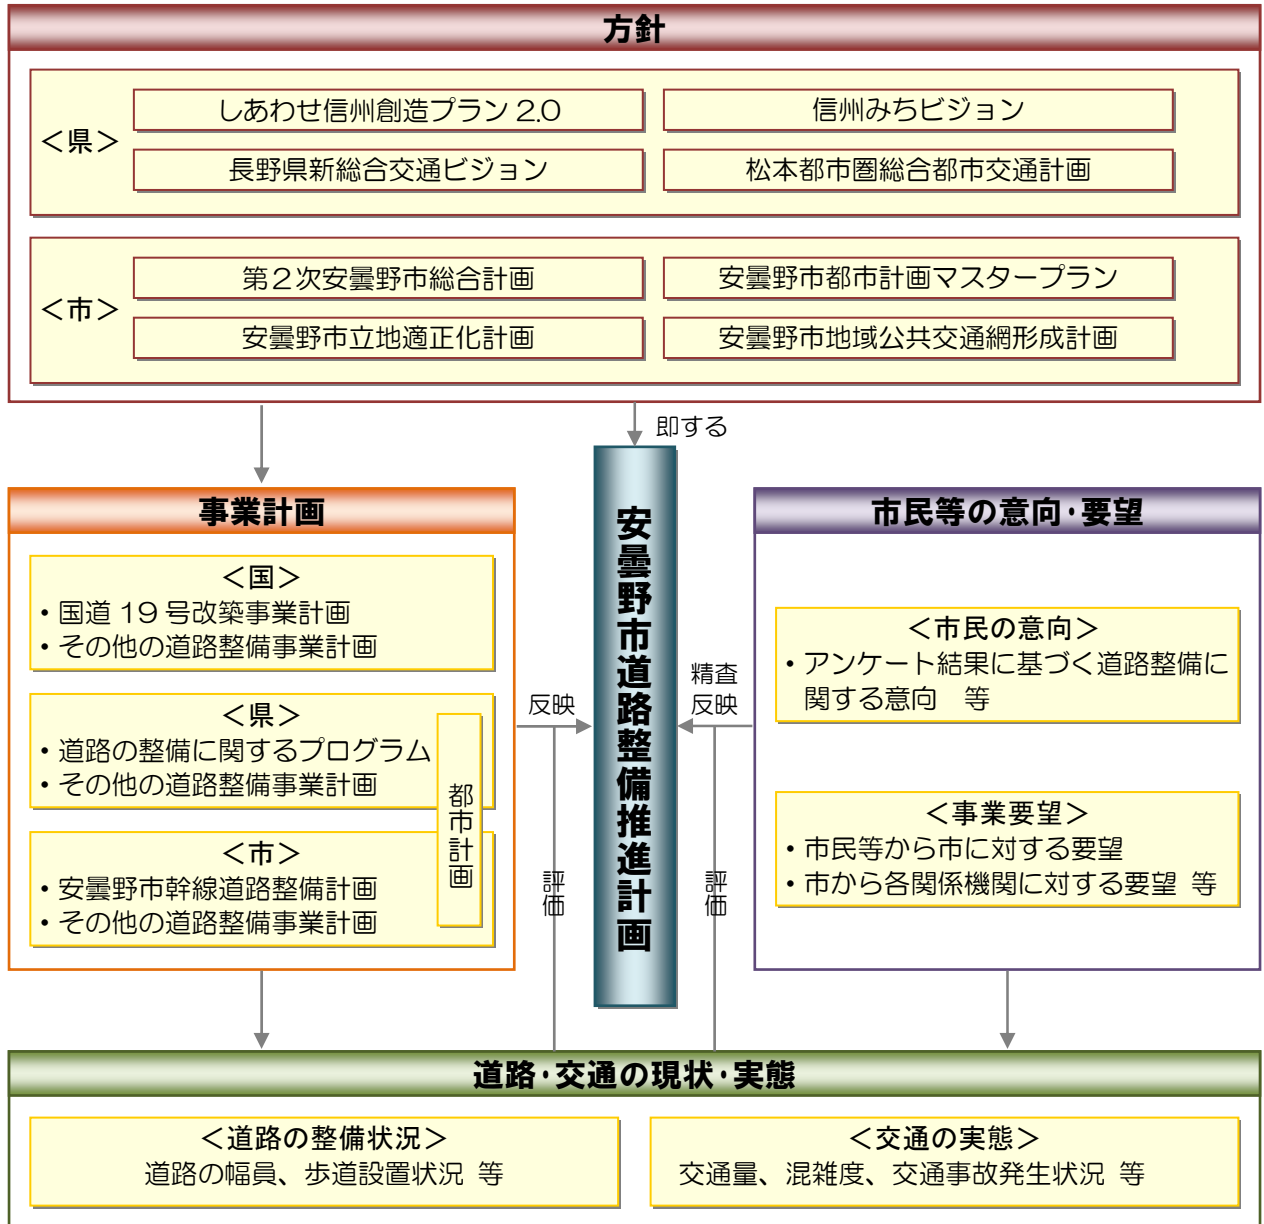 方針
<県>
しあわせ信州創造プラン 2.0
信州みちビジョン
長野県新総合交通ビジョン
松本都市圏総合都市交通計画
<市>
第2次安曇野市総合計画
安曇野市都市計画マスタープラン
安曇野市立地適正化計画
安曇野市地域公共交通網形成計画
即する
事業計画
<国>
・国道 19 号改築事業計画
・その他の道路整備事業計画
<県>
・道路の整備に関するプログラム
・その他の道路整備事業計画
<市>
・安曇野市幹線道路整備計画
・その他の道路整備事業計画
都市計画
反映
評価
安曇野市道路整備推進計画
精査
反映
評価
市民等の意向・要望
<市民の意向>
・アンケート結果に基づく道路整備に
関する意向　等
<事業要望>
・市民等から市に対する要望
・市から各関係機関に対する要望 等
道路・交通の現状・実態
<道路の整備状況>
道路の幅員、歩道設置状況 等
<交通の実態>
交通量、混雑度、交通事故発生状況 等